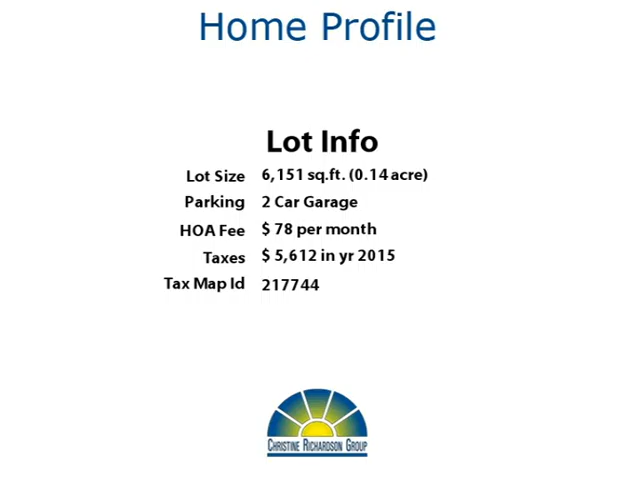 Home Profile
Lot Info
Lot Size 6,151 sq.ft. (0.14 acre)
Parking 2 Car Garage
HOA Fee $ 78 per month
Taxes $ 5,612 in yr 2015
Tax Map Id 217744
CHRISTINE RICHARDSON GROUP